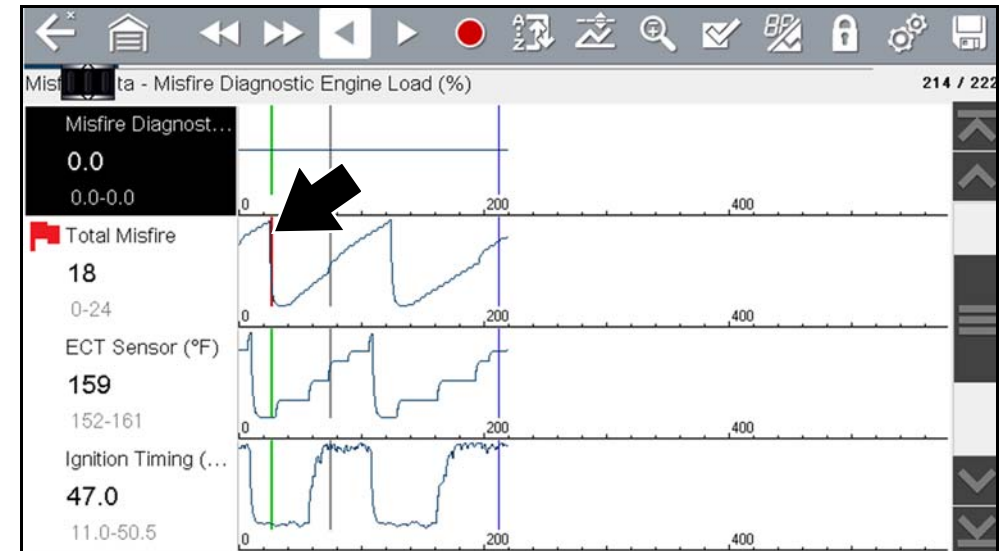 Misf ta - Misfire Diagnostic Engine Load (%)
214 / 222
Misfire Diagnost...
0.0
0.0-0.0
0 200 400
Total Misfire
18
0-24
0 200 400
ECT Sensor (°F)
159
152-161
0 200 400
Ignition Timing (...
47.0
11.0-50.5
0 200 400